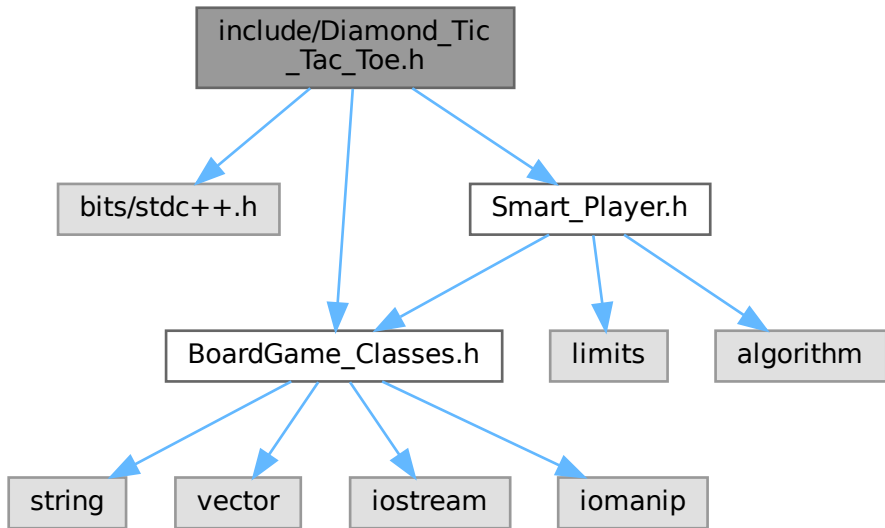 include/Diamond_Tic
_Tac_Toe.h
bits/stdc++.h
Smart_Player.h
BoardGame_Classes.h
limits
algorithm
string
vector
iostream
iomanip